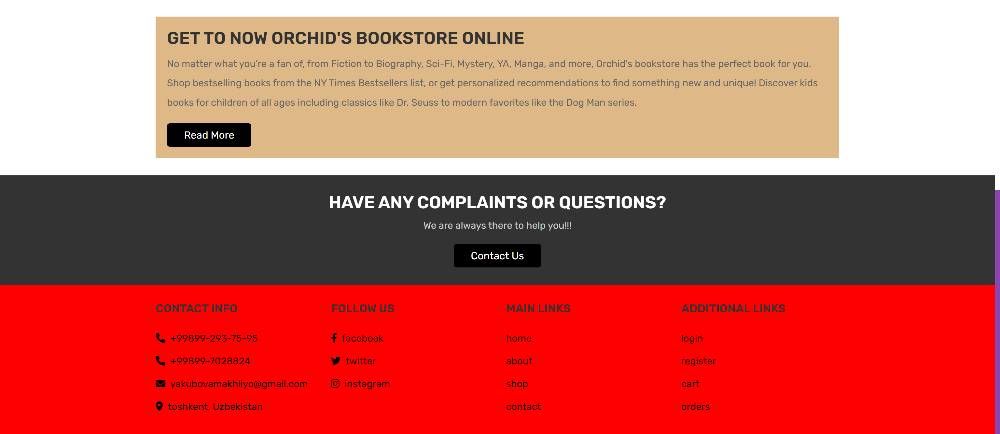 GET TO NOW ORCHID'S BOOKSTORE ONLINE
No matter what you’re a fan of, from Fiction to Biography, Sci-Fi, Mystery, YA, Manga, and more, Orchid's bookstore has the perfect book for you.
Shop bestselling books from the NY Times Bestsellers list, or get personalized recommendations to find something new and unique! Discover kids
books for children of all ages including classics like Dr. Seuss to modern favorites like the Dog Man series.
Read More
HAVE ANY COMPLAINTS OR QUESTIONS?
We are always there to help you!!!
Contact Us
CONTACT INFO
+99899-293-75-95
+99899-7028824
yakubovamakhliyo@gmail.com
toshkent, Uzbekistan
FOLLOW US
facebook
twitter
instagram
MAIN LINKS
home
about
shop
contact
ADDITIONAL LINKS
login
register
cart
orders